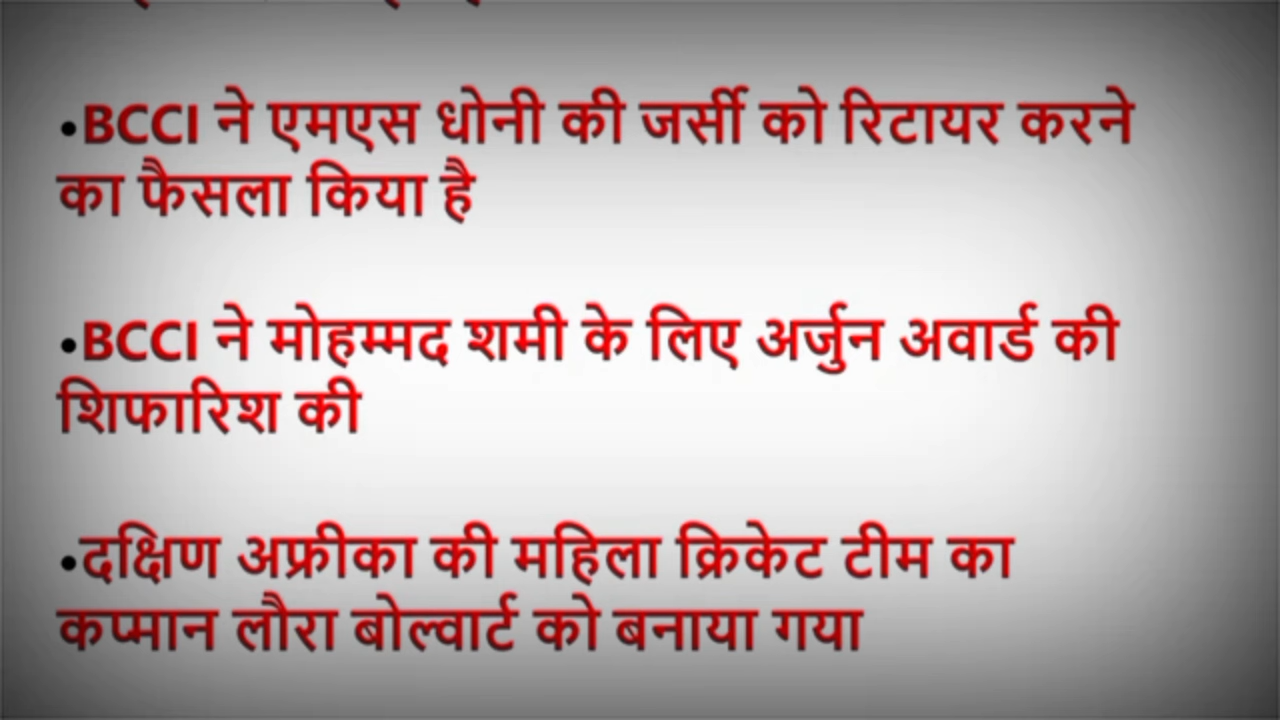 •BCCI ने एमएस धोनी की जर्सी को रिटायर करने
का फैसला किया है
•BCCI ने मोहम्मद शमी के लिए अर्जुन अवार्ड की
शिफारिश की
•दक्षिण अफ्रीका की महिला क्रिकेट टीम का
कप्मान लौरा बोल्वार्ट को बनाया गया